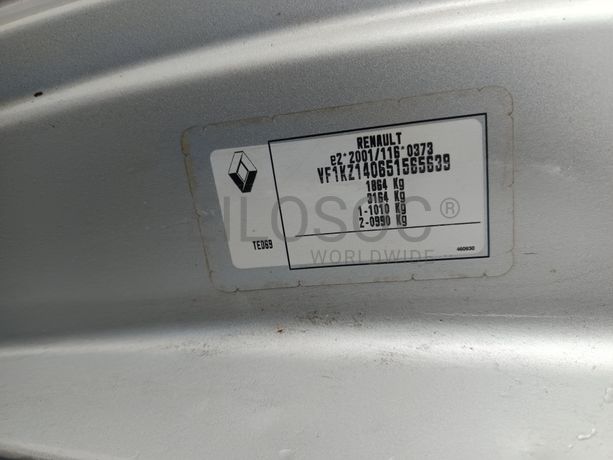 RENAULT
e2*2001/116*0373
VF1KZ140651565639
1864 Kg
3164 Kg
1-1010 Kg
2-0990 Kg
TED69
460930
ILOSOC®
WORLDWIDE